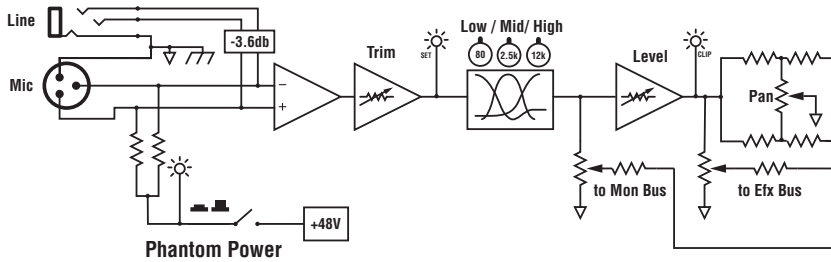 Line
-3.6db
Mic
−
+
Trim
SET
Low / Mid/ High
80
2.5k
12k
Level
CLIP
Pan
to Mon Bus
to Efx Bus
+48V
Phantom Power